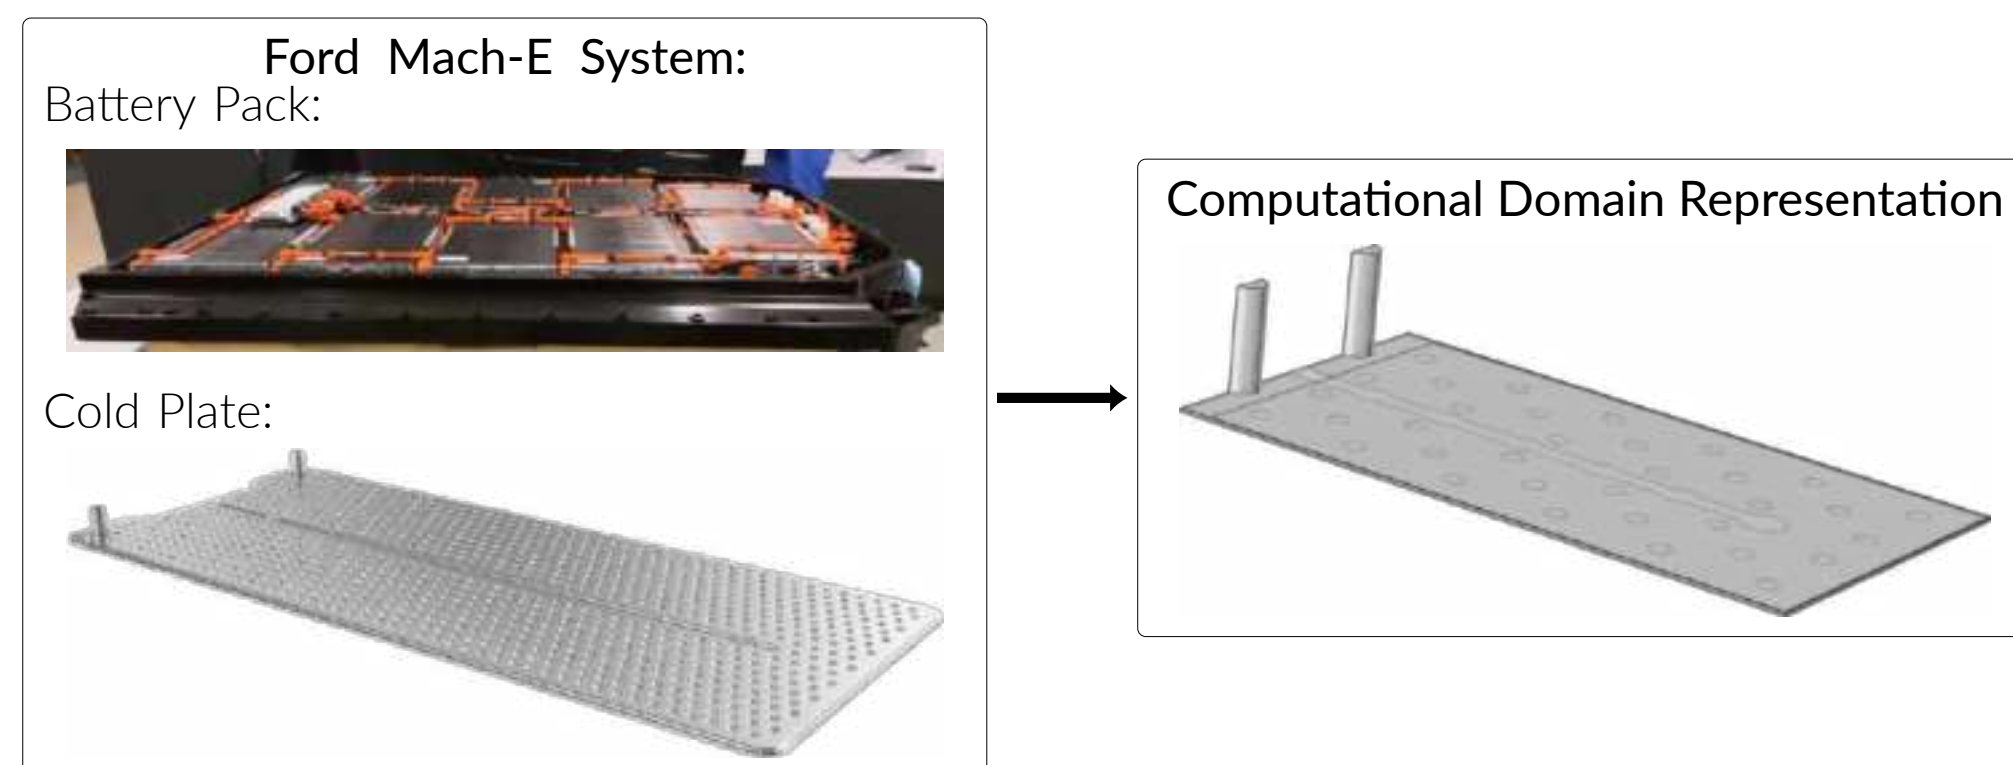 Ford Mach-E System:
Battery Pack:
Cold Plate:
Computational Domain Representation